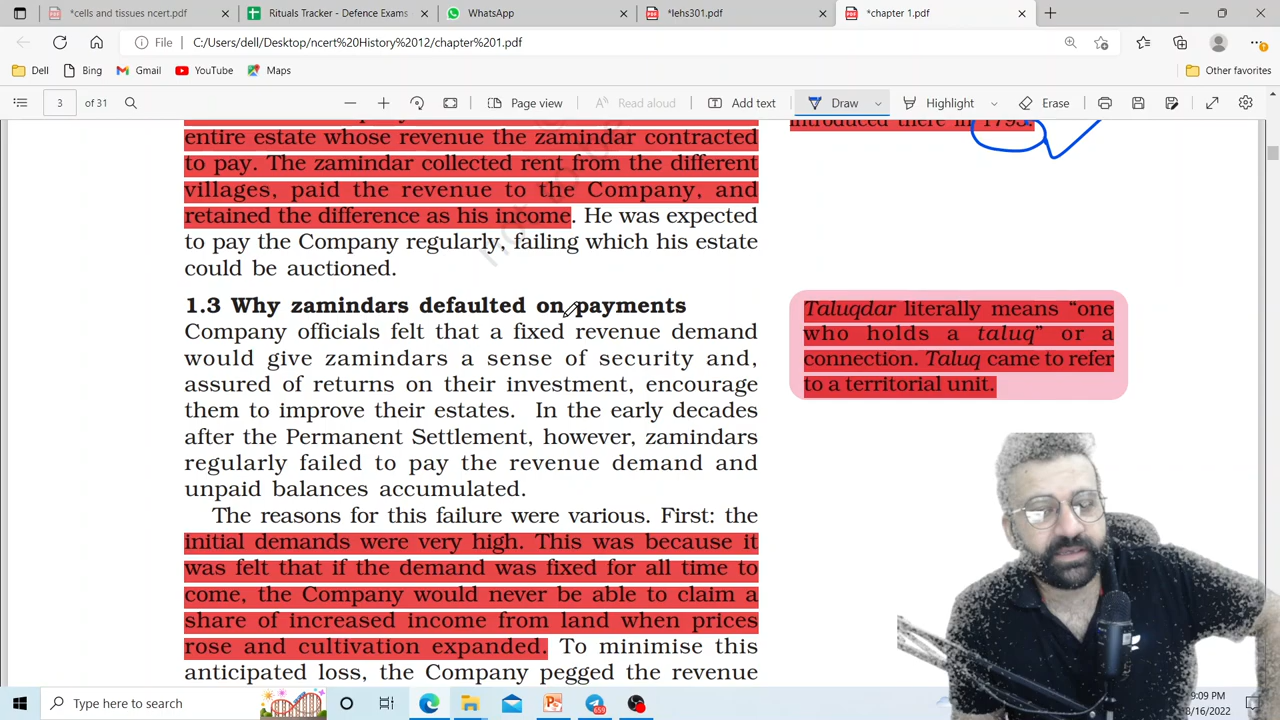 *cells and tissues ncert.pdf
Rituals Tracker - Defence Exams
WhatsApp
*lehs301.pdf
*chapter 1.pdf
File
C:/Users/dell/Desktop/ncert%20History%2012/chapter%201.pdf
Dell
Bing
Gmail
YouTube
Maps
Other favorites
3
of 31
Page view
Read aloud
Add text
Draw
Highlight
Erase
entire estate whose revenue the zamindar contracted
to pay. The zamindar collected rent from the different
villages, paid the revenue to the Company, and
retained the difference as his income. He was expected
to pay the Company regularly, failing which his estate
could be auctioned.
1.3 Why zamindars defaulted on payments
Company officials felt that a fixed revenue demand
would give zamindars a sense of security and,
assured of returns on their investment, encourage
them to improve their estates. In the early decades
after the Permanent Settlement, however, zamindars
regularly failed to pay the revenue demand and
unpaid balances accumulated.
The reasons for this failure were various. First: the
initial demands were very high. This was because it
was felt that if the demand was fixed for all time to
come, the Company would never be able to claim a
share of increased income from land when prices
rose and cultivation expanded. To minimise this
anticipated loss, the Company pegged the revenue
introduced there in 1793.
Taluqdar literally means “one
who holds a taluq” or a
connection. Taluq came to refer
to a territorial unit.
Type here to search
659
9:09 PM
8/16/2022